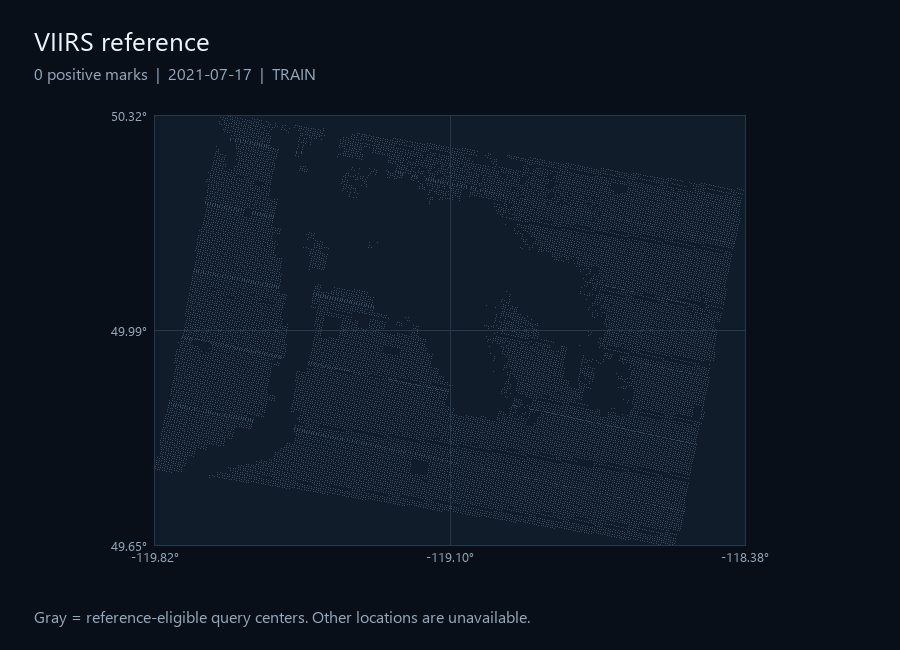 VIIRS reference
0 positive marks | 2021-07-17 | TRAIN
50.32°
49.99°
49.65°
-119.82°
-119.10°
-118.38°
Gray = reference-eligible query centers. Other locations are unavailable.